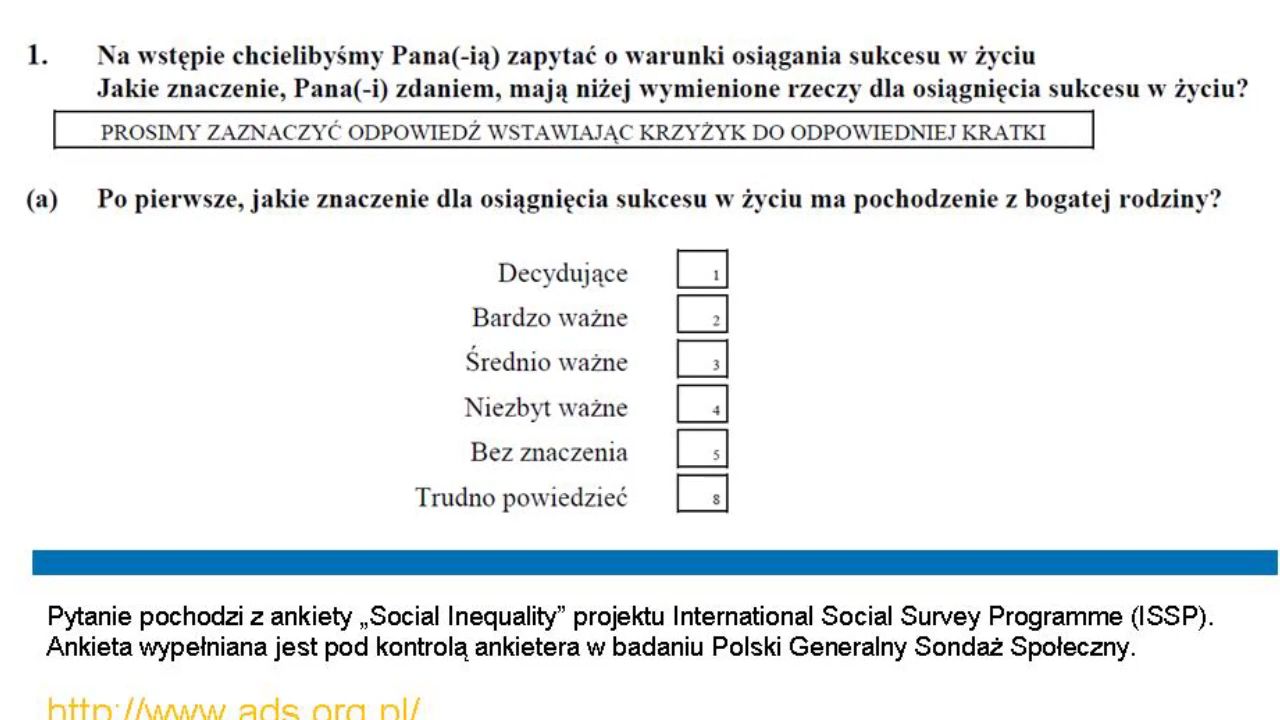 1. Na wstępie chcielibyśmy Pana(-ią) zapytać o warunki osiągania sukcesu w życiu
Jakie znaczenie, Pana(-i) zdaniem, mają niżej wymienione rzeczy dla osiągnięcia sukcesu w życiu?
PROSIMY ZAZNACZYĆ ODPOWIEDŹ WSTAWIAJĄC KRZYŻYK DO ODPOWIEDNIEJ KRATKI
(a) Po pierwsze, jakie znaczenie dla osiągnięcia sukcesu w życiu ma pochodzenie z bogatej rodziny?
Decydujące 1
Bardzo ważne 2
Średnio ważne 3
Niezbyt ważne 4
Bez znaczenia 5
Trudno powiedzieć 8
Pytanie pochodzi z ankiety „Social Inequality” projektu International Social Survey Programme (ISSP).
Ankieta wypełniana jest pod kontrolą ankietera w badaniu Polski Generalny Sondaż Społeczny.
http://www.ads.org.pl/